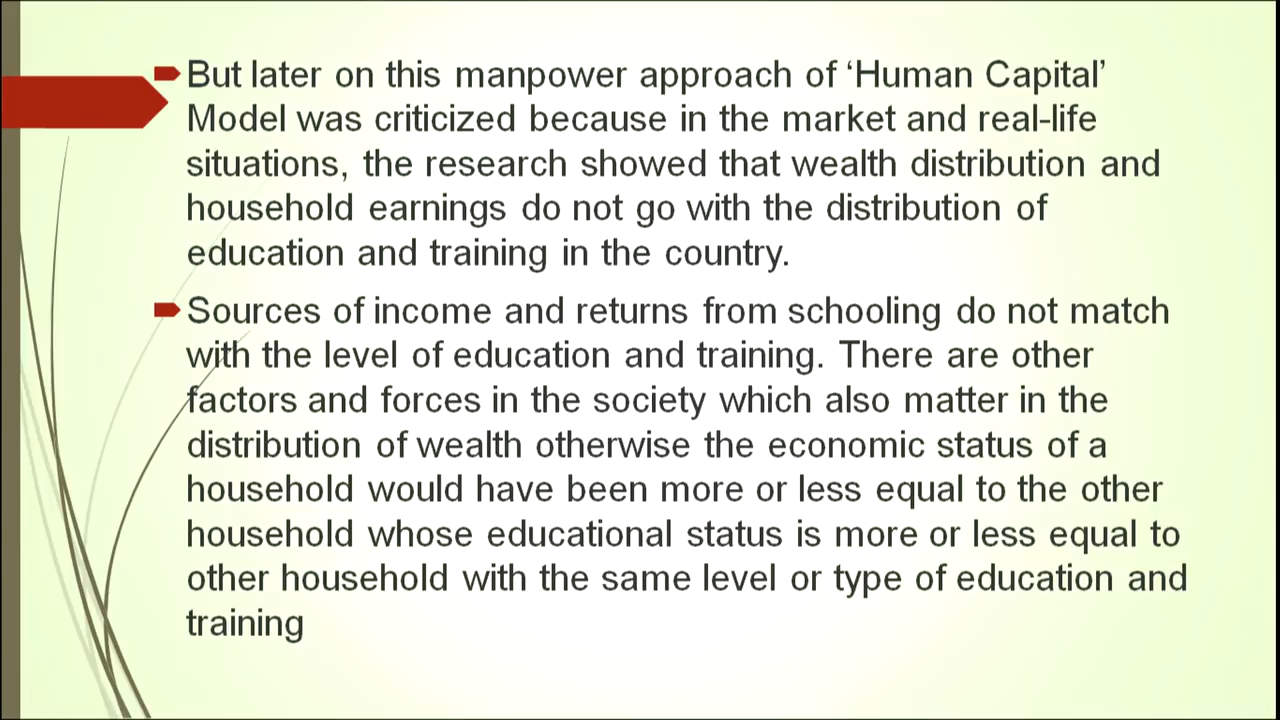 But later on this manpower approach of ‘Human Capital’
Model was criticized because in the market and real-life
situations, the research showed that wealth distribution and
household earnings do not go with the distribution of
education and training in the country.
Sources of income and returns from schooling do not match
with the level of education and training. There are other
factors and forces in the society which also matter in the
distribution of wealth otherwise the economic status of a
household would have been more or less equal to the other
household whose educational status is more or less equal to
other household with the same level or type of education and
training